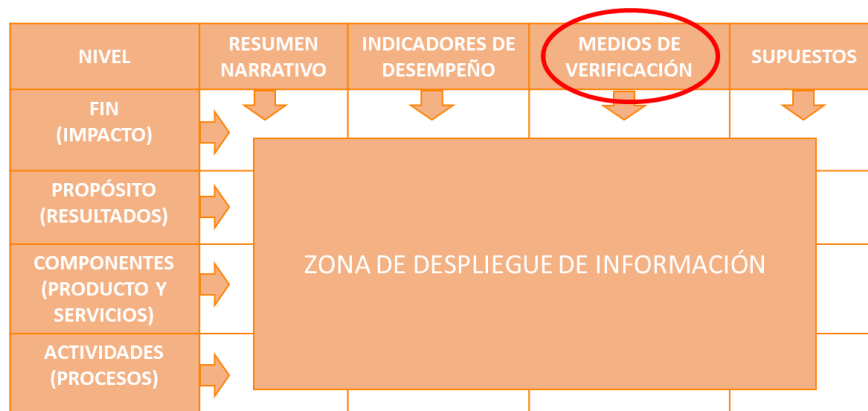 NIVEL
RESUMEN
NARRATIVO
INDICADORES DE
DESEMPEÑO
MEDIOS DE
VERIFICACIÓN
SUPUESTOS
FIN
(IMPACTO)
PROPÓSITO
(RESULTADOS)
COMPONENTES
(PRODUCTO Y
SERVICIOS)
ACTIVIDADES
(PROCESOS)
ZONA DE DESPLIEGUE DE INFORMACIÓN